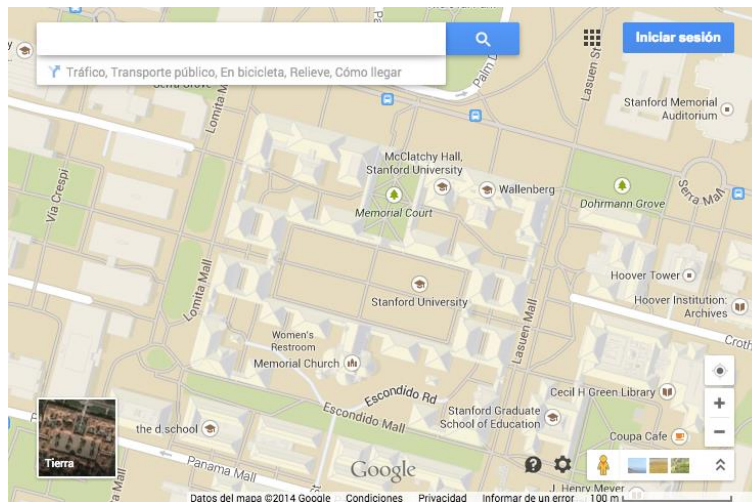 Iniciar sesión
Tráfico, Transporte público, En bicicleta, Relieve, Cómo llegar
Palm D
Lasuen St
Lomita Mall
Stanford Memorial
Auditorium
McClatchy Hall,
Stanford University
Wallenberg
Serra Mall
Dohrmann Grove
Memorial Court
Via Crespi
Lomita Mall
Hoover Tower
Stanford University
Hoover Institution:
Archives
Lasuen Mall
Croth
Women's
Restroom
Memorial Church
Escondido Rd
Cecil H Green Library
Escondido Mall
Stanford Graduate
School of Education
the d.school
Coupa Cafe
Tierra
Panama Mall
Google
J. Henry Meyer
Datos del mapa ©2014 Google
Condiciones
Privacidad
Informar de un error
100 m